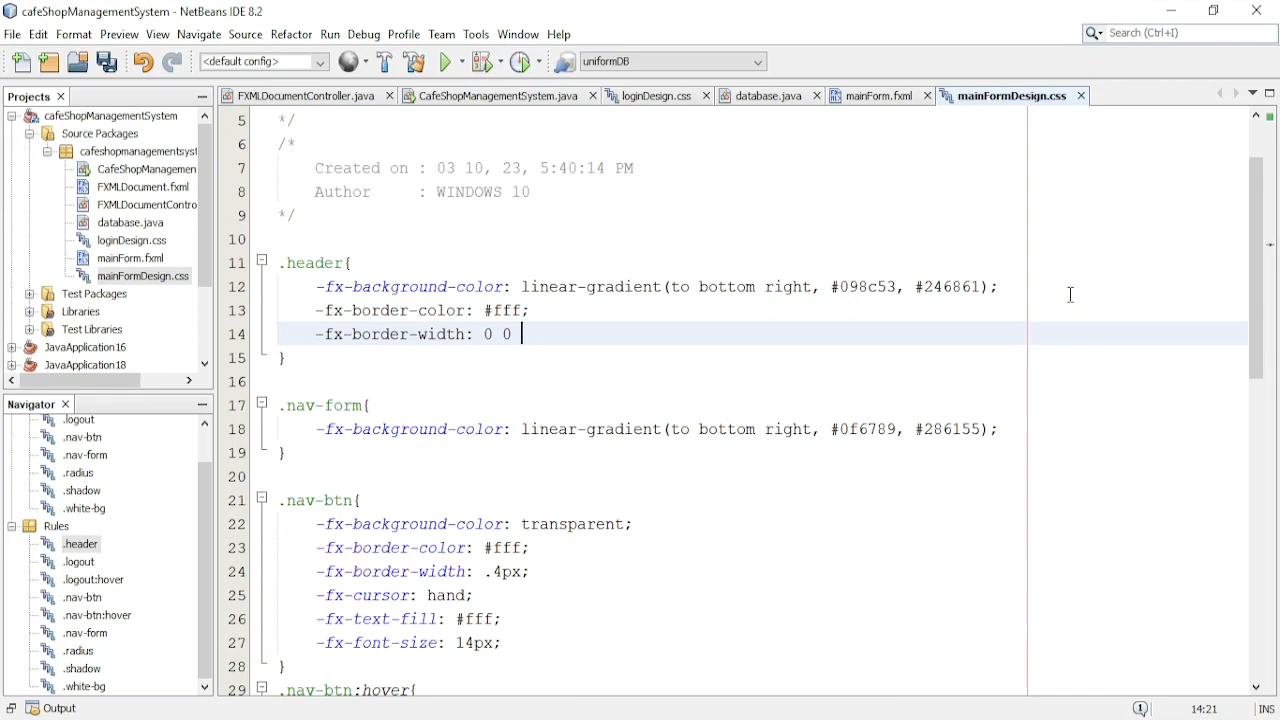 cafeShopManagementSystem - NetBeans IDE 8.2
File Edit Format Preview View Navigate Source Refactor Run Debug Profile Team Tools Window Help
Search (Ctrl+I)
<default config>
uniformDB
Projects
FXMLDocumentController.java
CafeShopManagementSystem.java
loginDesign.css
database.java
mainForm.fxml
mainFormDesign.css
cafeShopManagementSystem
Source Packages
cafeshopmanagementsyst
CafeShopManagemen
FXMLDocument.fxml
FXMLDocumentContro
database.java
loginDesign.css
mainForm.fxml
mainFormDesign.css
Test Packages
Libraries
Test Libraries
JavaApplication16
JavaApplication18
Navigator
.logout
.nav-btn
.nav-form
.radius
.shadow
.white-bg
Rules
.header
.logout
.logout:hover
.nav-btn
.nav-btn:hover
.nav-form
.radius
.shadow
.white-bg
5 */
6 /*
7 Created on : 03 10, 23, 5:40:14 PM
8 Author : WINDOWS 10
9 */
10
11 .header{
12 -fx-background-color: linear-gradient(to bottom right, #098c53, #246861);
13 -fx-border-color: #fff;
14 -fx-border-width: 0 0
15 }
16
17 .nav-form{
18 -fx-background-color: linear-gradient(to bottom right, #0f6789, #286155);
19 }
20
21 .nav-btn{
22 -fx-background-color: transparent;
23 -fx-border-color: #fff;
24 -fx-border-width: .4px;
25 -fx-cursor: hand;
26 -fx-text-fill: #fff;
27 -fx-font-size: 14px;
28 }
29 .nav-btn:hover{
Output
1
14:21
INS